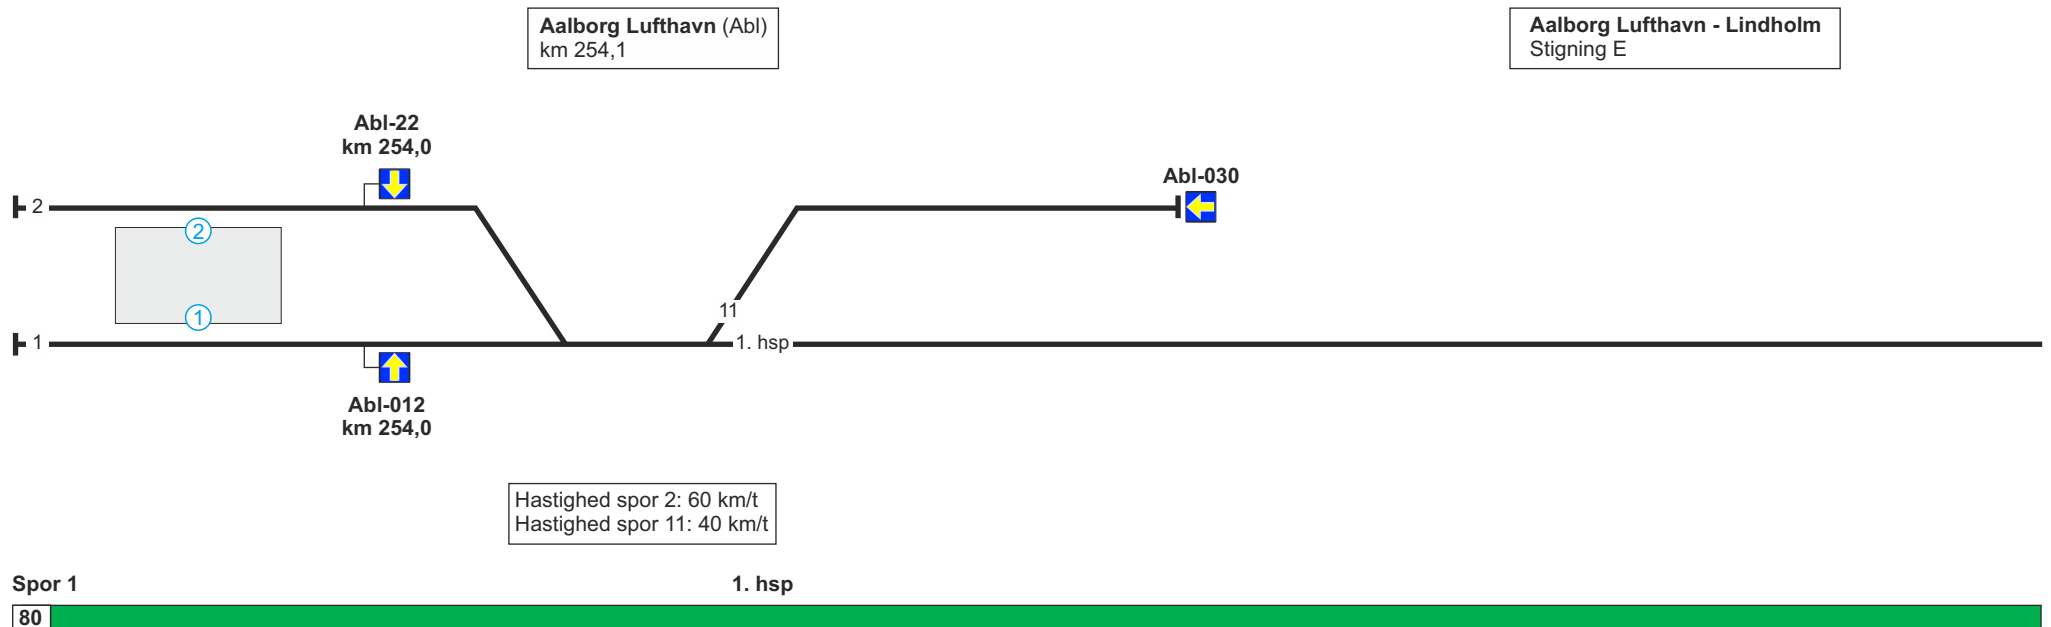 Aalborg Lufthavn (Abl)
km 254,1
Aalborg Lufthavn - Lindholm
Stigning E
Abl-22
km 254,0
Abl-030
2
2
11
1
1
1. hsp
Abl-012
km 254,0
Hastighed spor 2: 60 km/t
Hastighed spor 11: 40 km/t
Spor 1
1. hsp
80